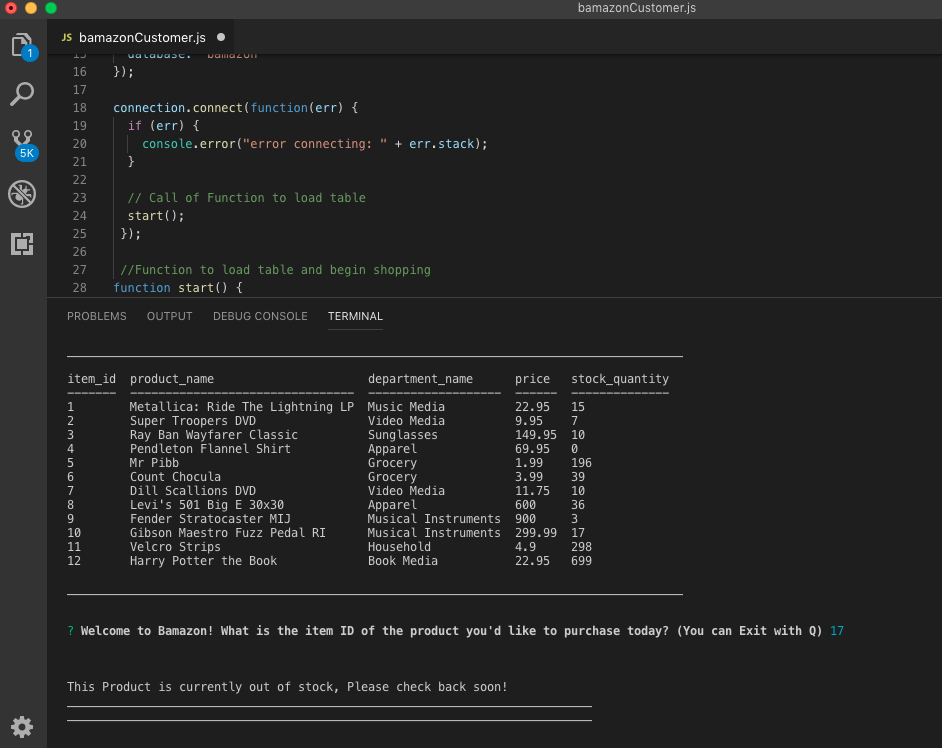 bamazonCustomer.js
JS bamazonCustomer.js
1
5K
15 database: "bamazon"
16 });
17
18 connection.connect(function(err) {
19 if (err) {
20 console.error("error connecting: " + err.stack);
21 }
22
23 // Call of Function to load table
24 start();
25 });
26
27 //Function to load table and begin shopping
28 function start() {
PROBLEMS OUTPUT DEBUG CONSOLE TERMINAL
item_id product_name department_name price stock_quantity
1 Metallica: Ride The Lightning LP Music Media 22.95 15
2 Super Troopers DVD Video Media 9.95 7
3 Ray Ban Wayfarer Classic Sunglasses 149.95 10
4 Pendleton Flannel Shirt Apparel 69.95 0
5 Mr Pibb Grocery 1.99 196
6 Count Chocula Grocery 3.99 39
7 Dill Scallions DVD Video Media 11.75 10
8 Levi's 501 Big E 30x30 Apparel 600 36
9 Fender Stratocaster MIJ Musical Instruments 900 3
10 Gibson Maestro Fuzz Pedal RI Musical Instruments 299.99 17
11 Velcro Strips Household 4.9 298
12 Harry Potter the Book Book Media 22.95 699
? Welcome to Bamazon! What is the item ID of the product you'd like to purchase today? (You can Exit with Q) 17
This Product is currently out of stock, Please check back soon!